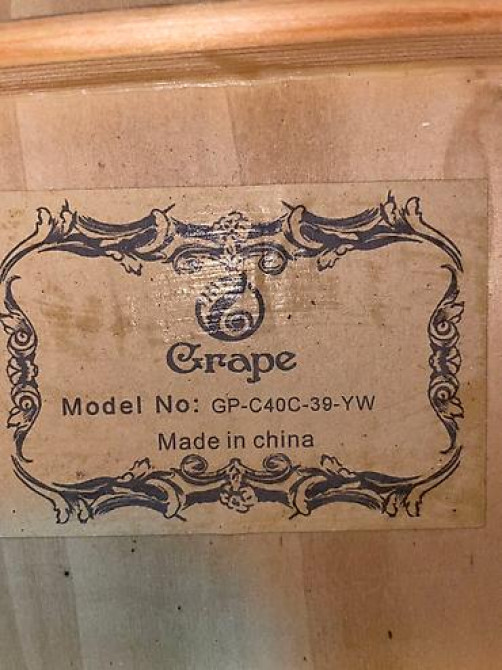 Grape
Model No: GP-C40C-39-YW
Made in china